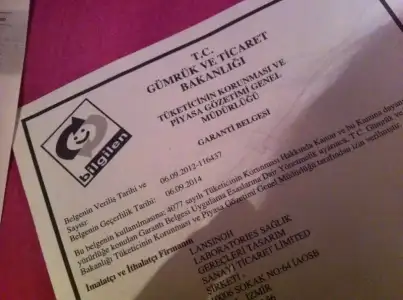 T.C.
GÜMRÜK VE TİCARET
BAKANLIĞI
TÜKETİCİNİN KORUNMASI VE
PİYASA GÖZETİMİ GENEL
MÜDÜRLÜĞÜ
GARANTİ BELGESİ
bilgilen
Belgenin Veriliş Tarihi ve
Sayısı: 06.09.2012-116437
Belgenin Geçerlilik Tarihi: 06.09.2014
Bu belgenin kullanılmasına; 4077 sayılı Tüketicinin Korunması Hakkında Kanun ve bu Kanuna
yürürlüğe konulan Garanti Belgesi Uygulama Esaslarına Dair Yönetmelik uyarınca, T.C. Gümrük ve
Bakanlığı Tüketicinin Korunması ve Piyasa Gözetimi Genel Müdürlüğü tarafından izin verilmiştir.
İmalatçı ve İthalatçı Firmanın
LANSINOH
LABORATORIES SAĞLIK
GEREÇLERİ TASARIM
SANAYİ TİCARET LIMITED
ŞİRKETİ
SOKAK NO:64 İAOSB
İZMİR